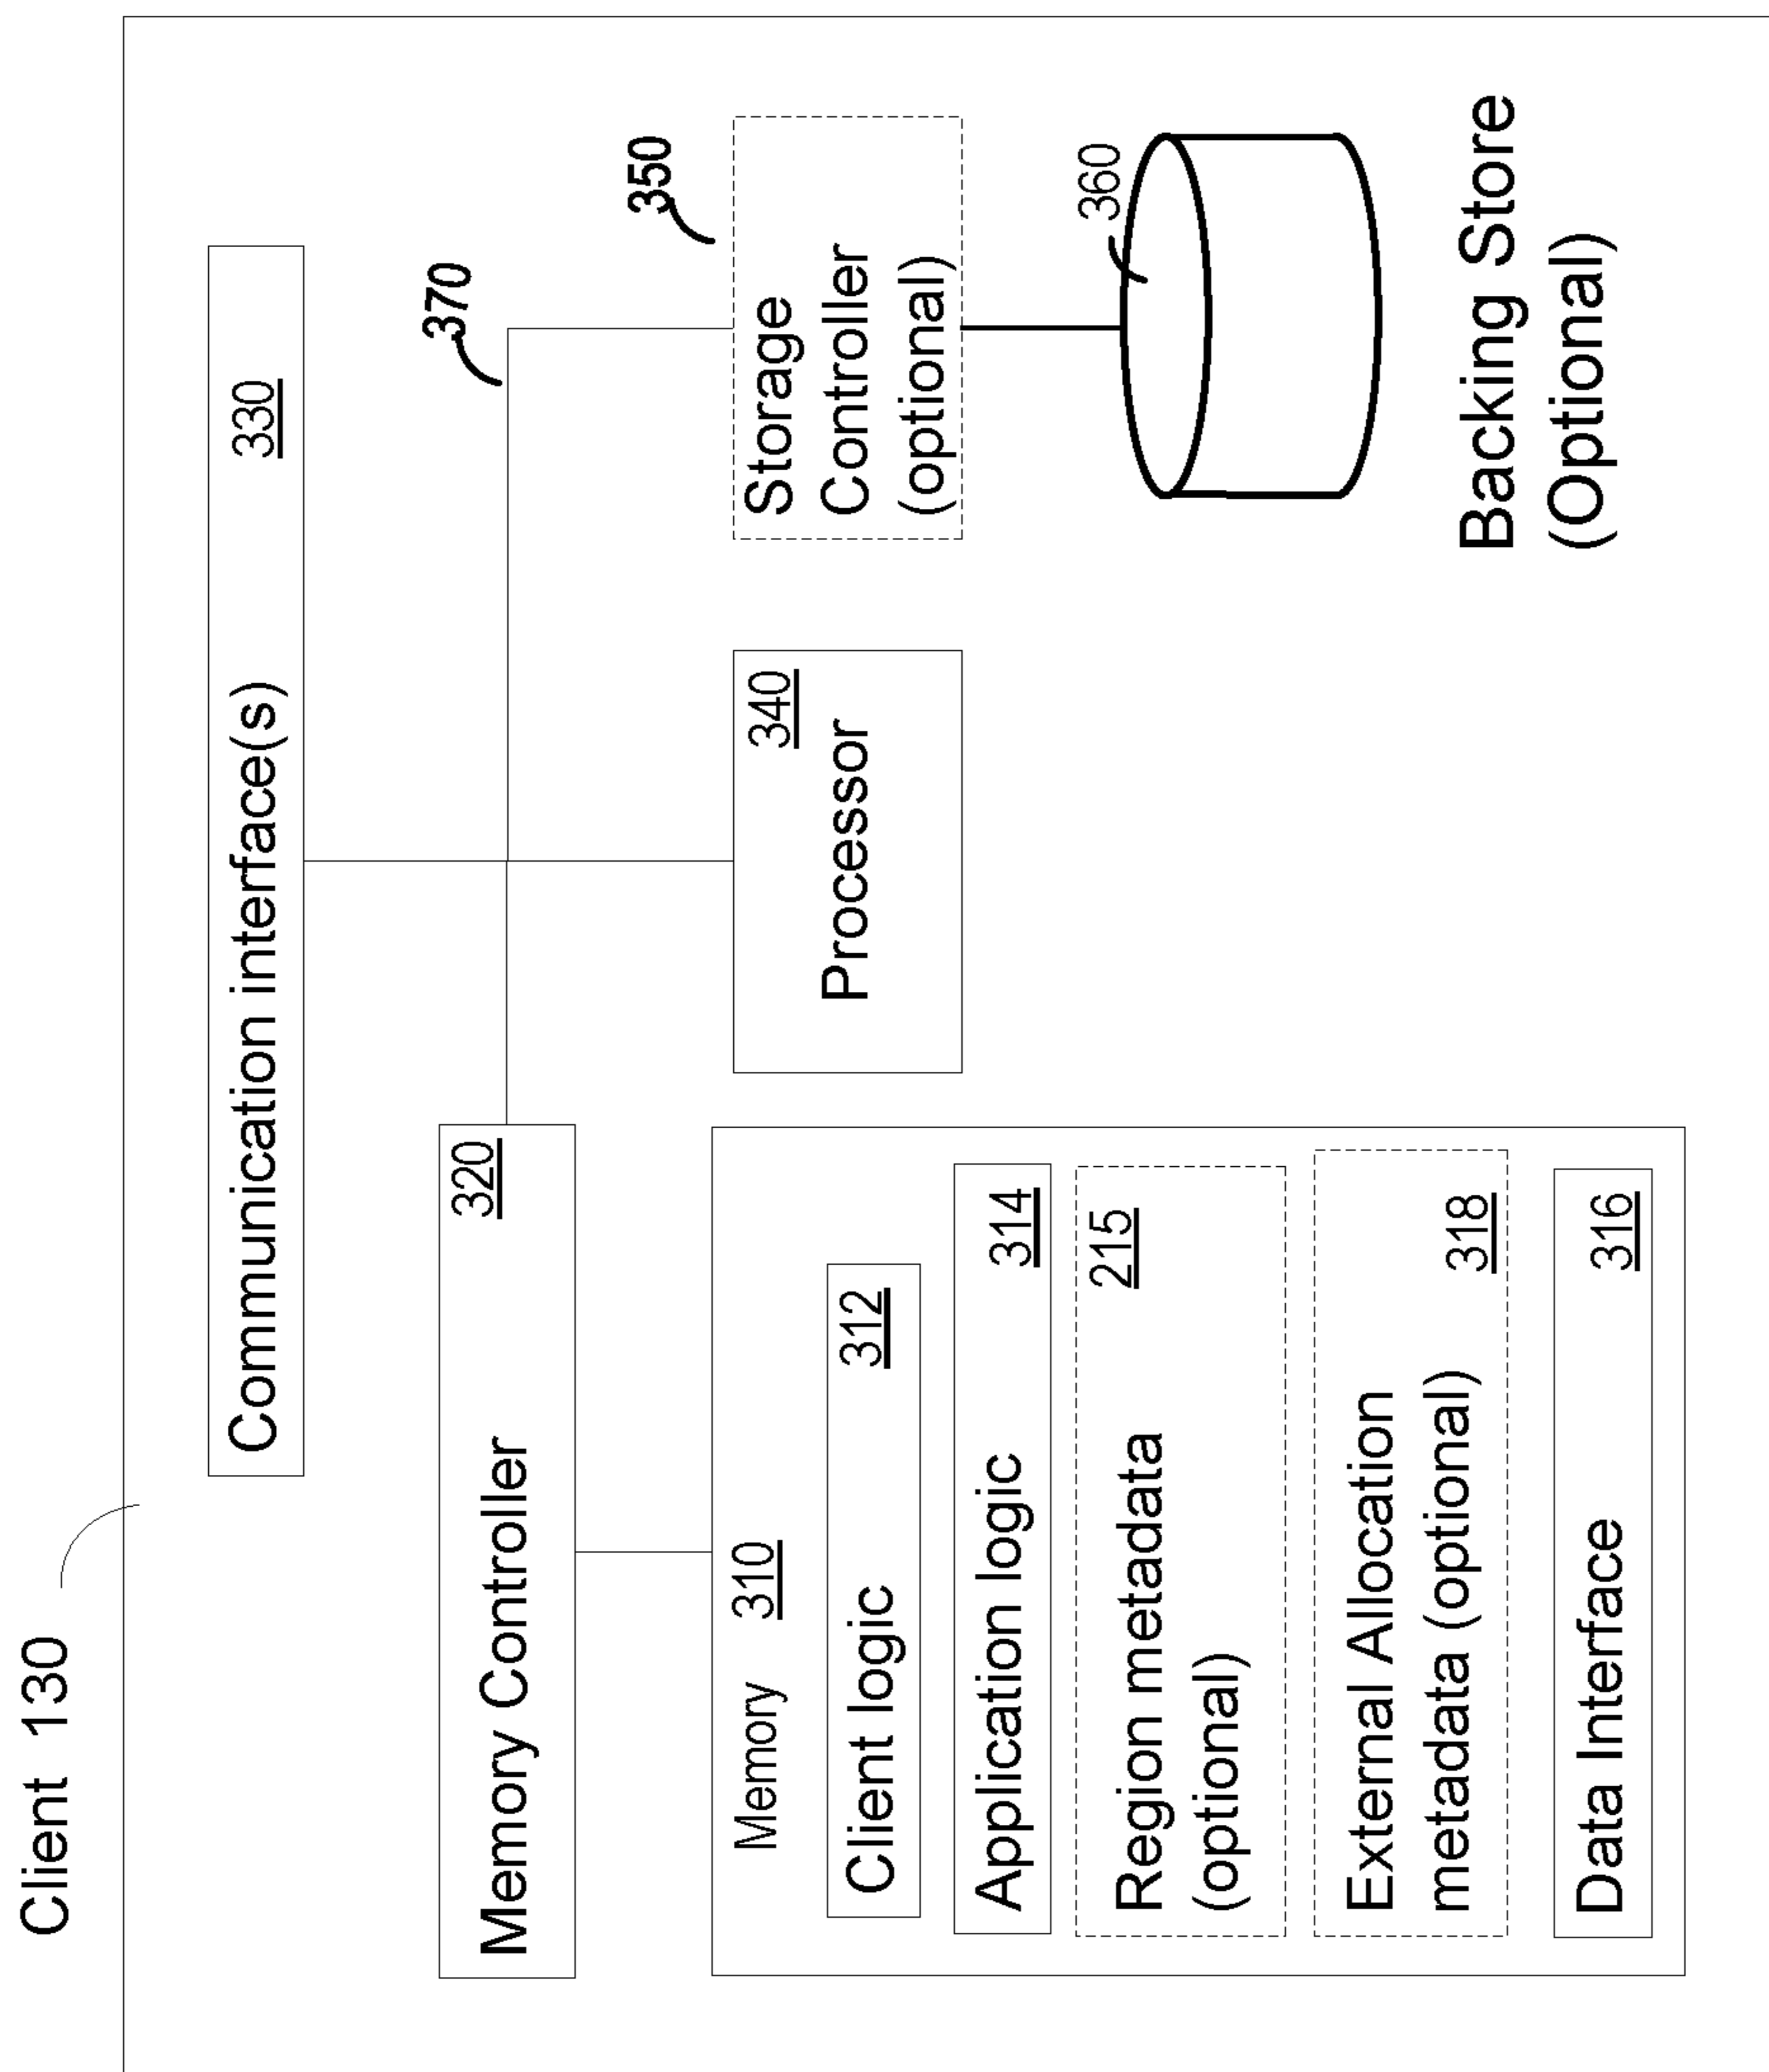 Client 130
Communication interface(s) 330
370
Memory Controller 320
350
Memory 310
Client logic 312
Application logic 314
Region metadata 215
(optional)
External Allocation
metadata (optional) 318
Data Interface 316
340
Processor
Storage
Controller
(optional)
360
Backing Store
(Optional)